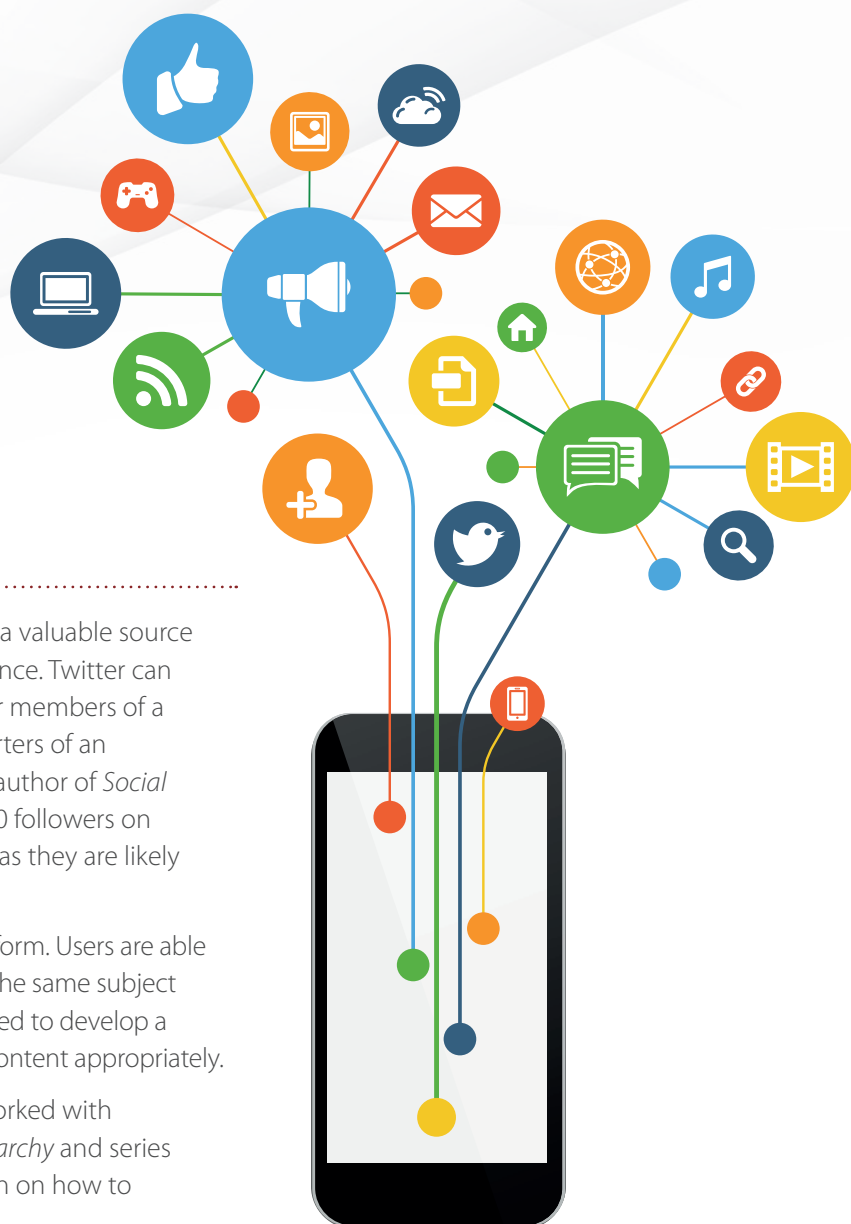 a valuable source
nce. Twitter can
r members of a
rters of an
author of Social
0 followers on
as they are likely
form. Users are able
he same subject
ed to develop a
ontent appropriately.
orked with
archy and series
n on how to